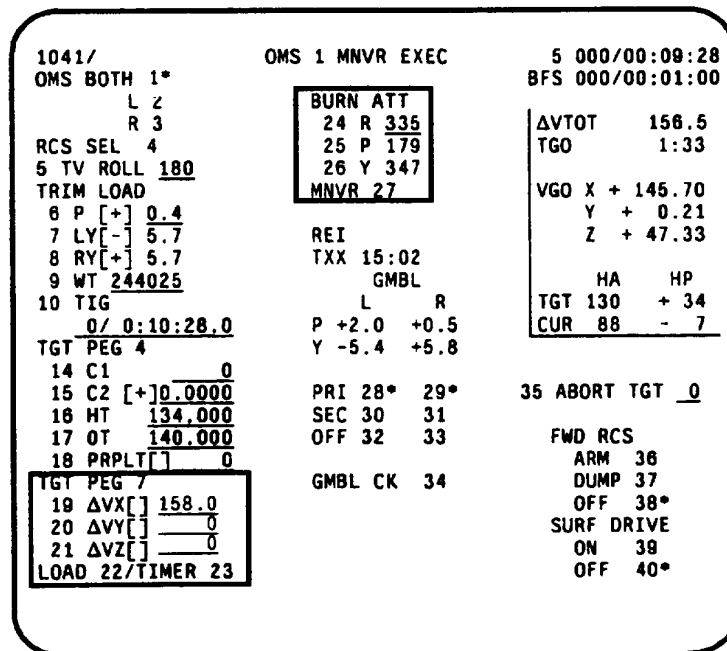 1041/ OMS 1 MNVR EXEC 5 000/00:09:28
OMS BOTH 1* BFS 000/00:01:00
L 2 BURN ATT
R 3 24 R 335 ΔVTOT 156.5
RCS SEL 4 25 P 179 TGO 1:33
5 TV ROLL 180 26 Y 347
TRIM LOAD MNVR 27 VGO X + 145.70
6 P [+] 0.4 Y + 0.21
7 LY[-] 5.7 REI Z + 47.33
8 RY[+] 5.7 TXX 15:02
9 WT 244025 GMBL HA HP
10 TIG L R TGT 130 + 34
0/ 0:10:28.0 P +2.0 +0.5 CUR 88 - 7
TGT PEG 4 Y -5.4 +5.8
14 C1 0
15 C2 [+]0.0000 PRI 28* 29* 35 ABORT TGT 0
16 HT 134.000 SEC 30 31
17 θT 140.000 OFF 32 33 FWD RCS
18 PRPLT[] 0 ARM 36
TGT PEG 7 GMBL CK 34 DUMP 37
19 ΔVX[] 158.0 OFF 38*
20 ΔVY[] 0 SURF DRIVE
21 ΔVZ[] 0 ON 39
LOAD 22/TIMER 23 OFF 40*